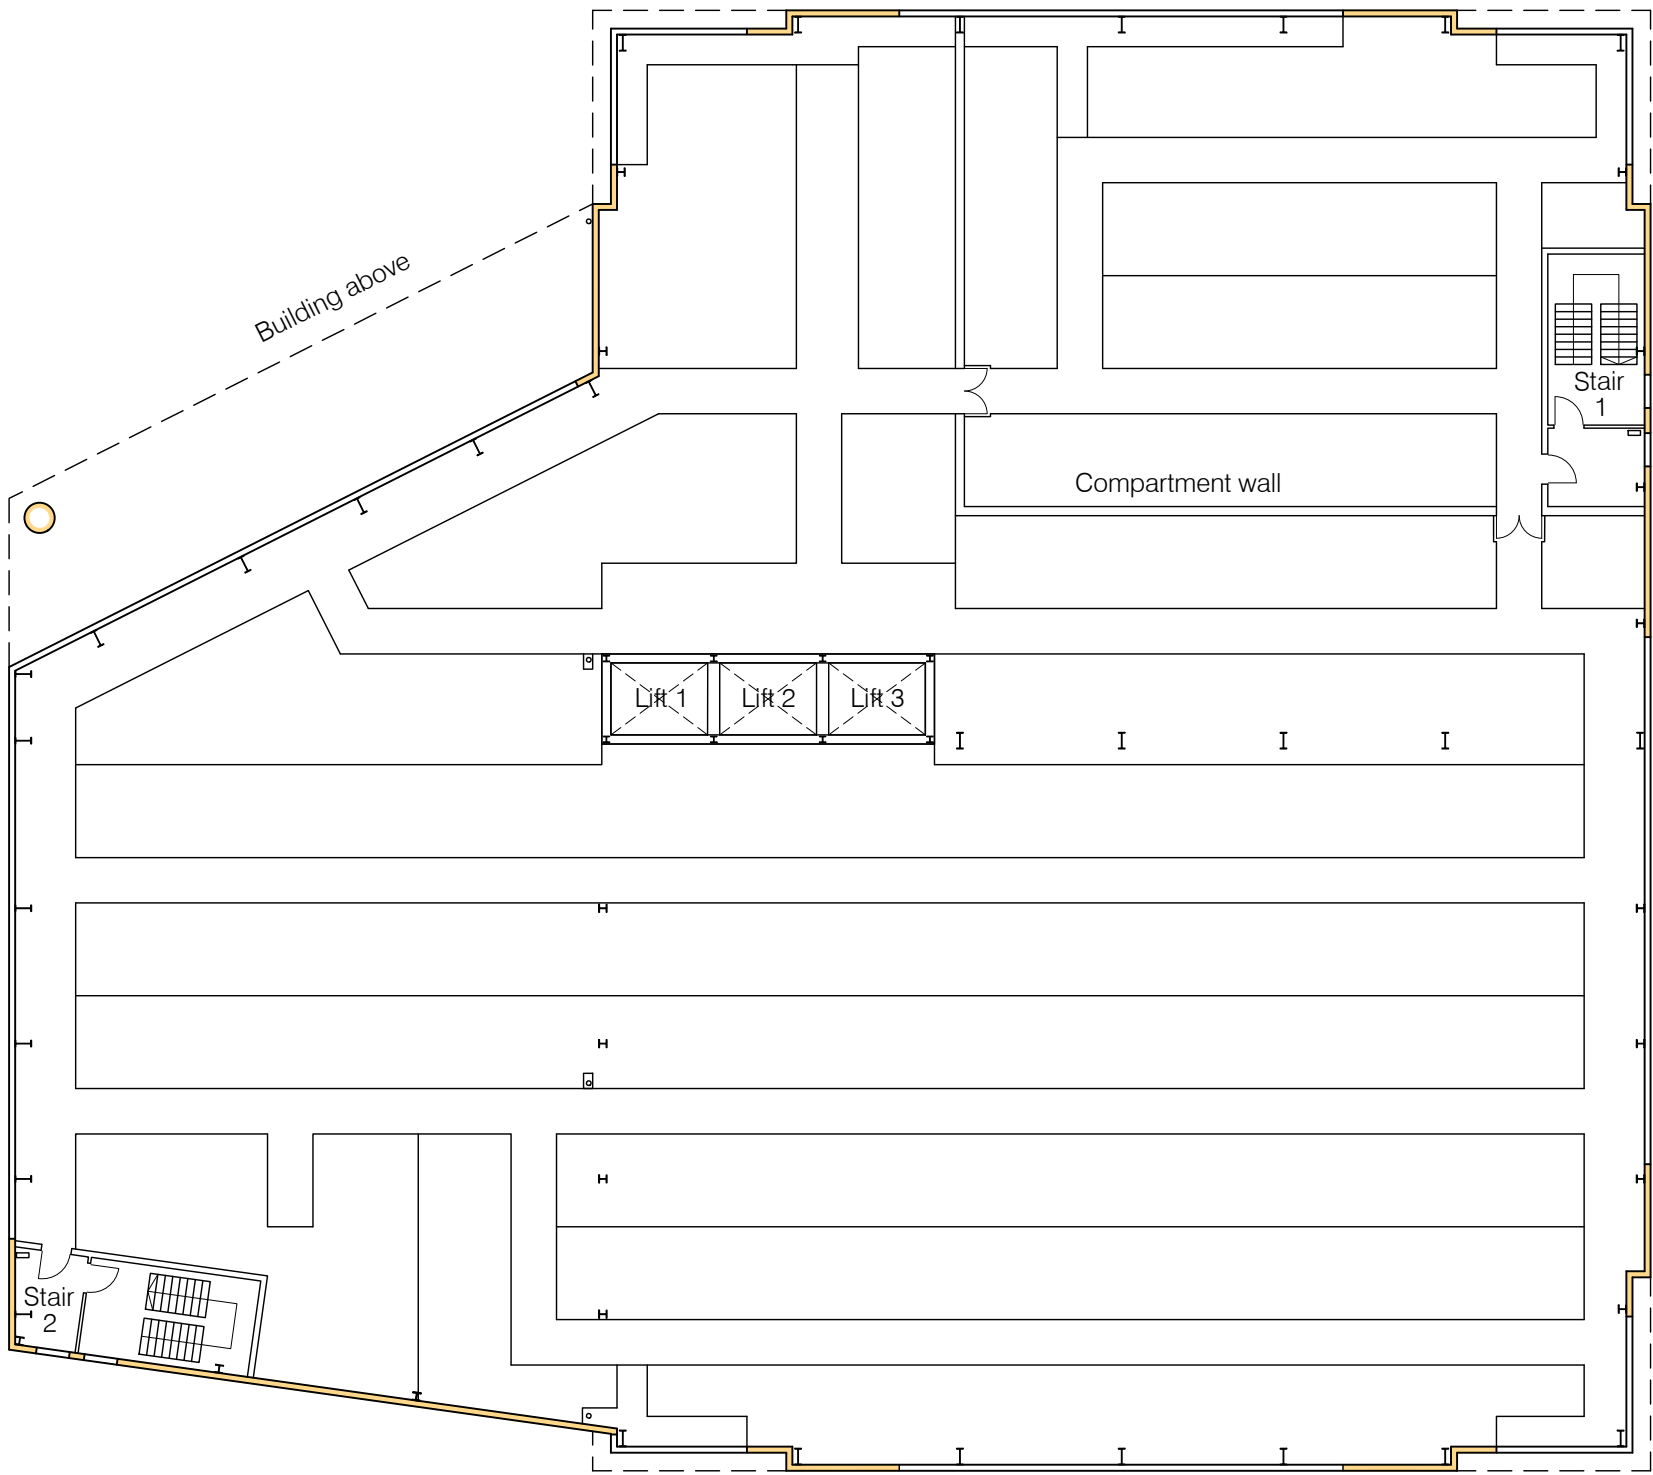 Building above
Stair
1
Compartment wall
Lift 1
Lift 2
Lift 3
Stair
2